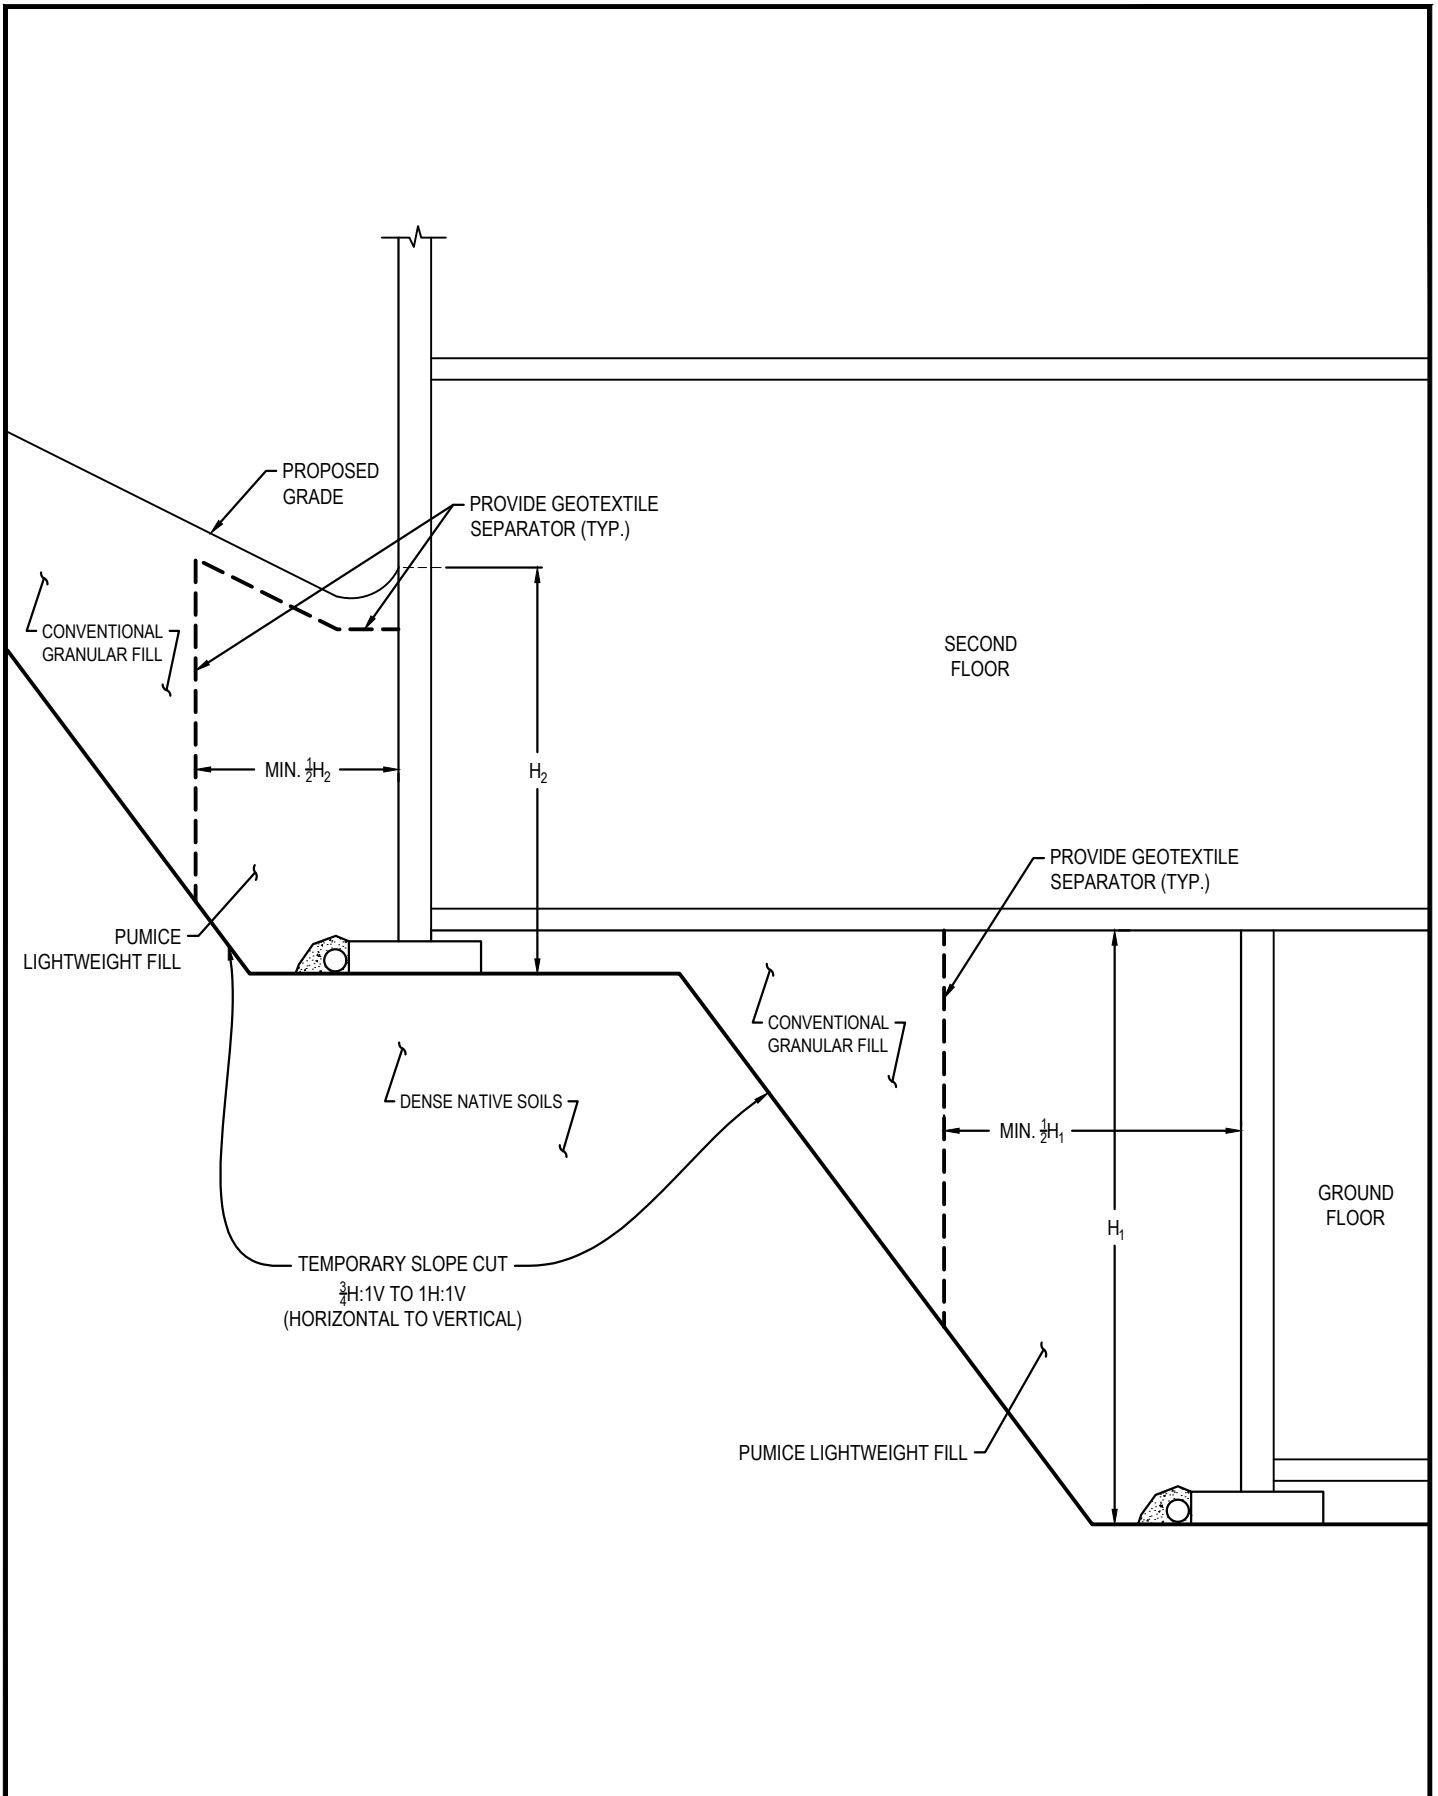 PROPOSED
GRADE
PROVIDE GEOTEXTILE
SEPARATOR (TYP.)
CONVENTIONAL
GRANULAR FILL
SECOND
FLOOR
MIN. ½H₂
H₂
PROVIDE GEOTEXTILE
SEPARATOR (TYP.)
PUMICE
LIGHTWEIGHT FILL
CONVENTIONAL
GRANULAR FILL
DENSE NATIVE SOILS
MIN. ½H₁
GROUND
FLOOR
H₁
TEMPORARY SLOPE CUT
¾H:1V TO 1H:1V
(HORIZONTAL TO VERTICAL)
PUMICE LIGHTWEIGHT FILL